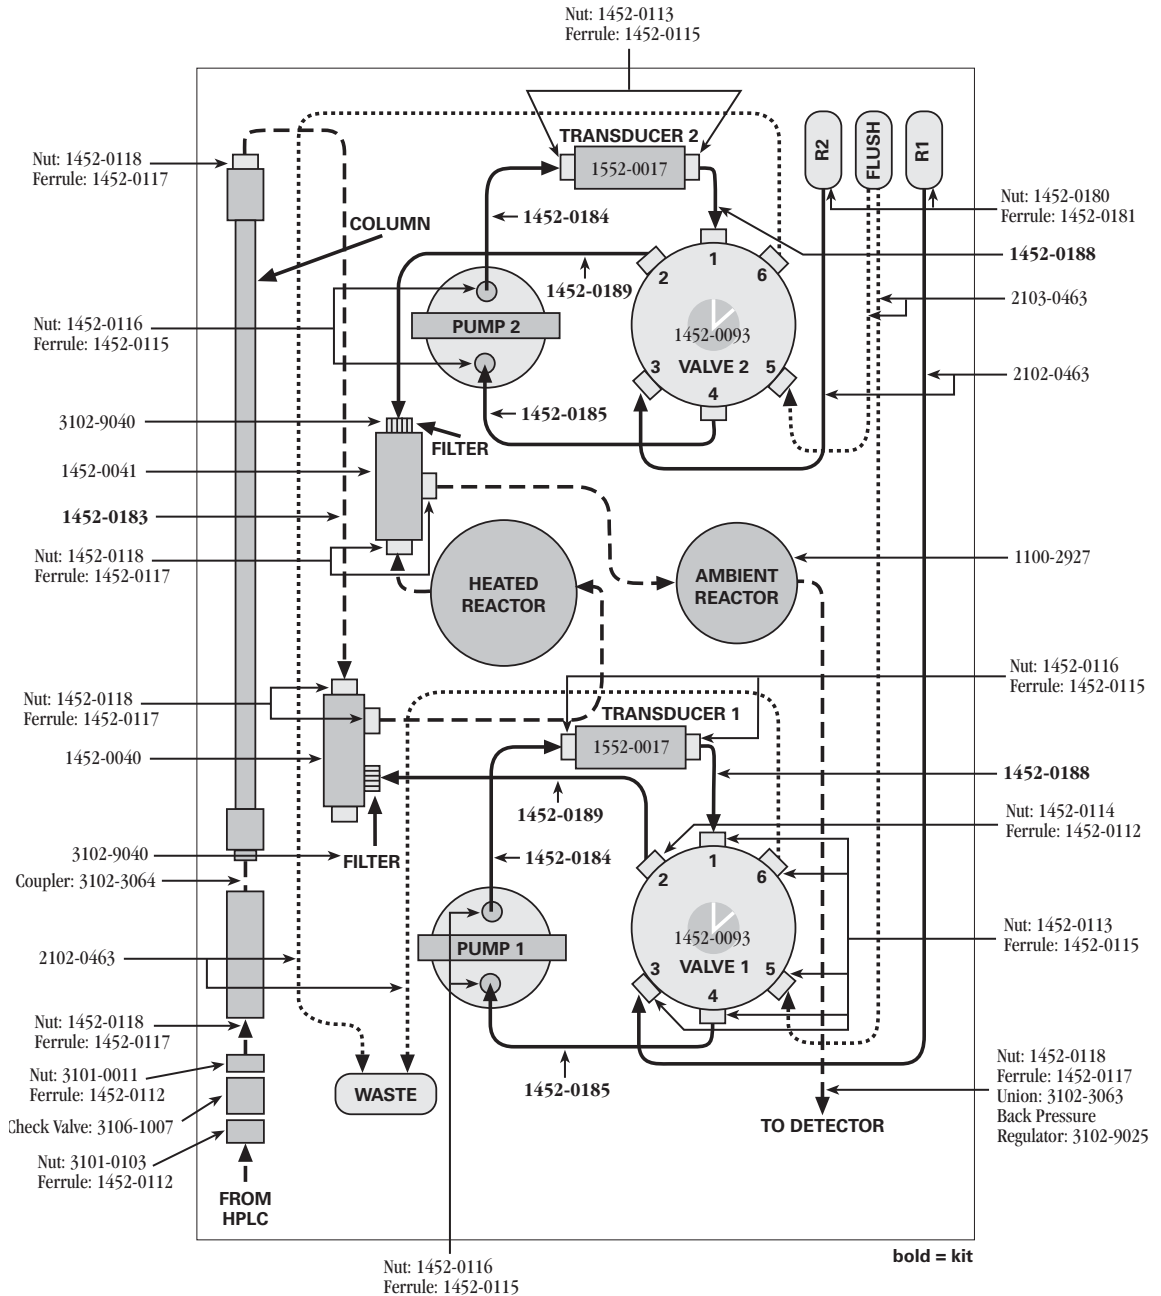 Nut: 1452-0113
Ferrule: 1452-0115
TRANSDUCER 2
1552-0017
R2
FLUSH
R1
Nut: 1452-0118
Ferrule: 1452-0117
Nut: 1452-0180
Ferrule: 1452-0181
1452-0184
COLUMN
1452-0188
1
2
6
1452-0189
2103-0463
Nut: 1452-0116
Ferrule: 1452-0115
PUMP 2
1452-0093
VALVE 2
3
5
4
2102-0463
1452-0185
3102-9040
FILTER
1452-0041
1452-0183
Nut: 1452-0118
Ferrule: 1452-0117
HEATED
REACTOR
AMBIENT
REACTOR
1100-2927
Nut: 1452-0116
Ferrule: 1452-0115
Nut: 1452-0118
Ferrule: 1452-0117
TRANSDUCER 1
1552-0017
1452-0040
1452-0188
1452-0189
Nut: 1452-0114
Ferrule: 1452-0112
3102-9040
FILTER
1452-0184
1
2
6
Coupler: 3102-3064
Nut: 1452-0113
Ferrule: 1452-0115
PUMP 1
1452-0093
VALVE 1
3
5
4
2102-0463
Nut: 1452-0118
Ferrule: 1452-0117
1452-0185
Nut: 3101-0011
Ferrule: 1452-0112
WASTE
Nut: 1452-0118
Ferrule: 1452-0117
Union: 3102-3063
Back Pressure
Regulator: 3102-9025
Check Valve: 3106-1007
TO DETECTOR
Nut: 3101-0103
Ferrule: 1452-0112
FROM
HPLC
bold = kit
Nut: 1452-0116
Ferrule: 1452-0115